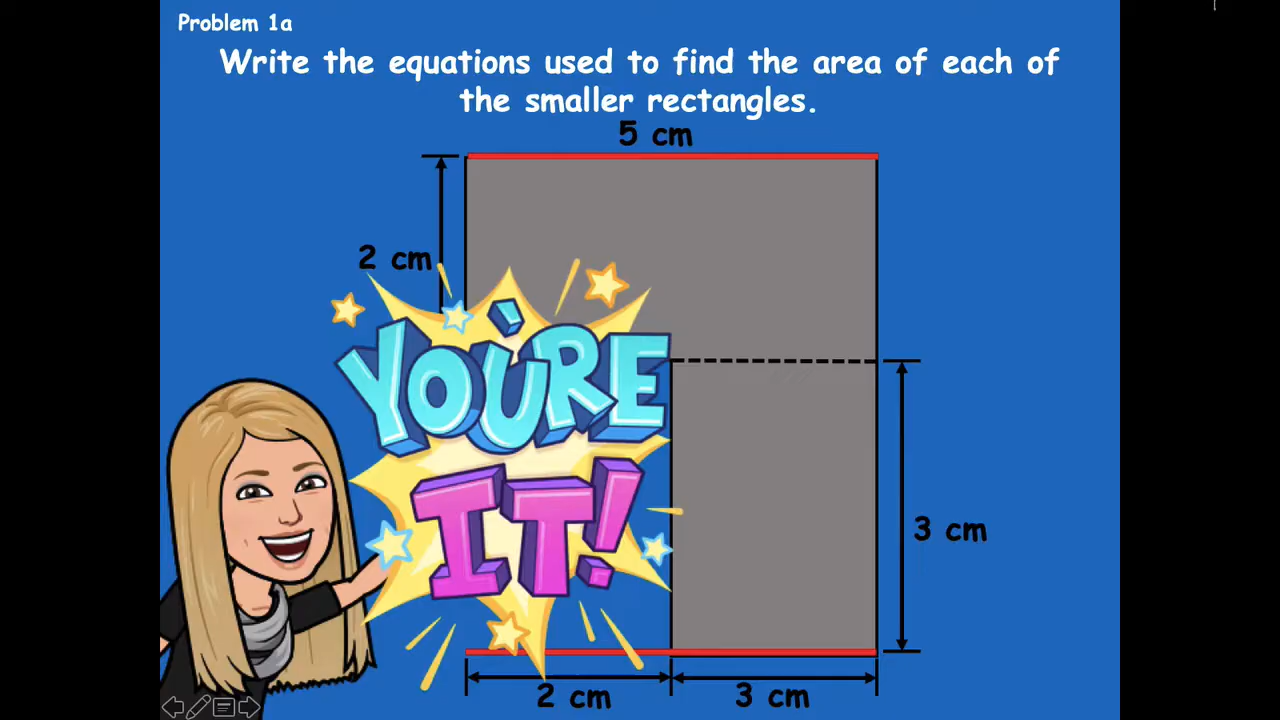 Problem 1a
Write the equations used to find the area of each of
the smaller rectangles.
5 cm
2 cm
YOU'RE
IT!
3 cm
2 cm
3 cm